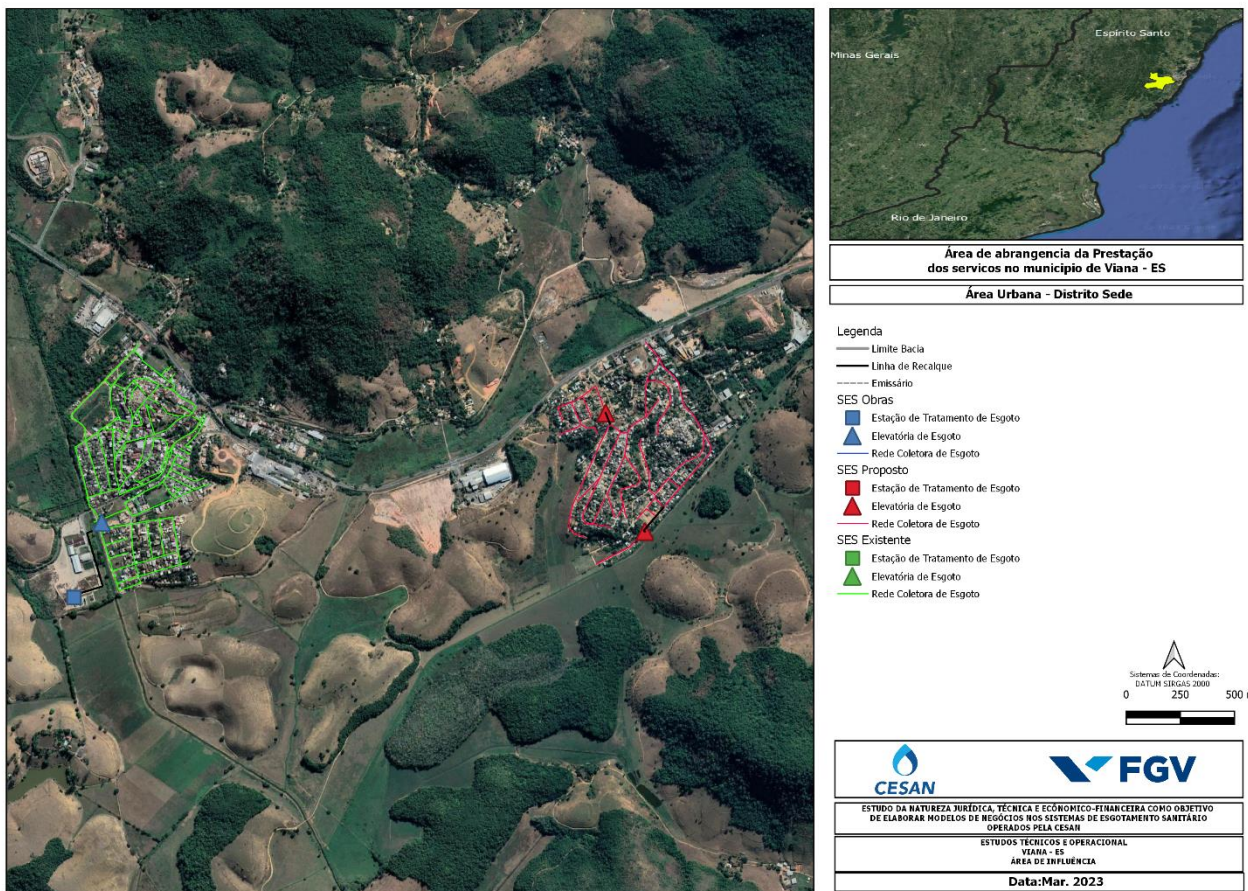 Espírito Santo
Minas Gerais
Rio de Janeiro
Área de abrangencia da Prestação
dos servicos no municipio de Viana - ES
Área Urbana - Distrito Sede
Legenda
Limite Bacia
Linha de Recalque
Emissário
SES Obras
Estação de Tratamento de Esgoto
Elevatória de Esgoto
Rede Coletora de Esgoto
SES Proposto
Estação de Tratamento de Esgoto
Elevatória de Esgoto
Rede Coletora de Esgoto
SES Existente
Estação de Tratamento de Esgoto
Elevatória de Esgoto
Rede Coletora de Esgoto
Sistemas de Coordenadas:
DATUM SIRGAS 2000
0 250 500
CESAN
FGV
ESTUDO DA NATUREZA JURÍDICA, TÉCNICA E ECÔNOMICO-FINANCEIRA COMO OBJETIVO
DE ELABORAR MODELOS DE NEGÓCIOS NOS SISTEMAS DE ESGOTAMENTO SANITÁRIO
OPERADOS PELA CESAN
ESTUDOS TÉCNICOS E OPERACIONAL
VIANA - ES
ÁREA DE INFLUÊNCIA
Data:Mar. 2023